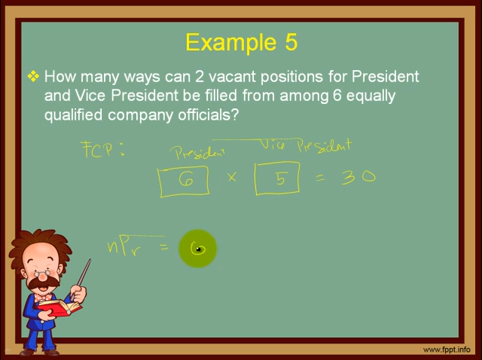 Example 5
How many ways can 2 vacant positions for President
and Vice President be filled from among 6 equally
qualified company officials?
FCP: President Vice President
6 × 5 = 30
nPr = 6
www.fppt.info